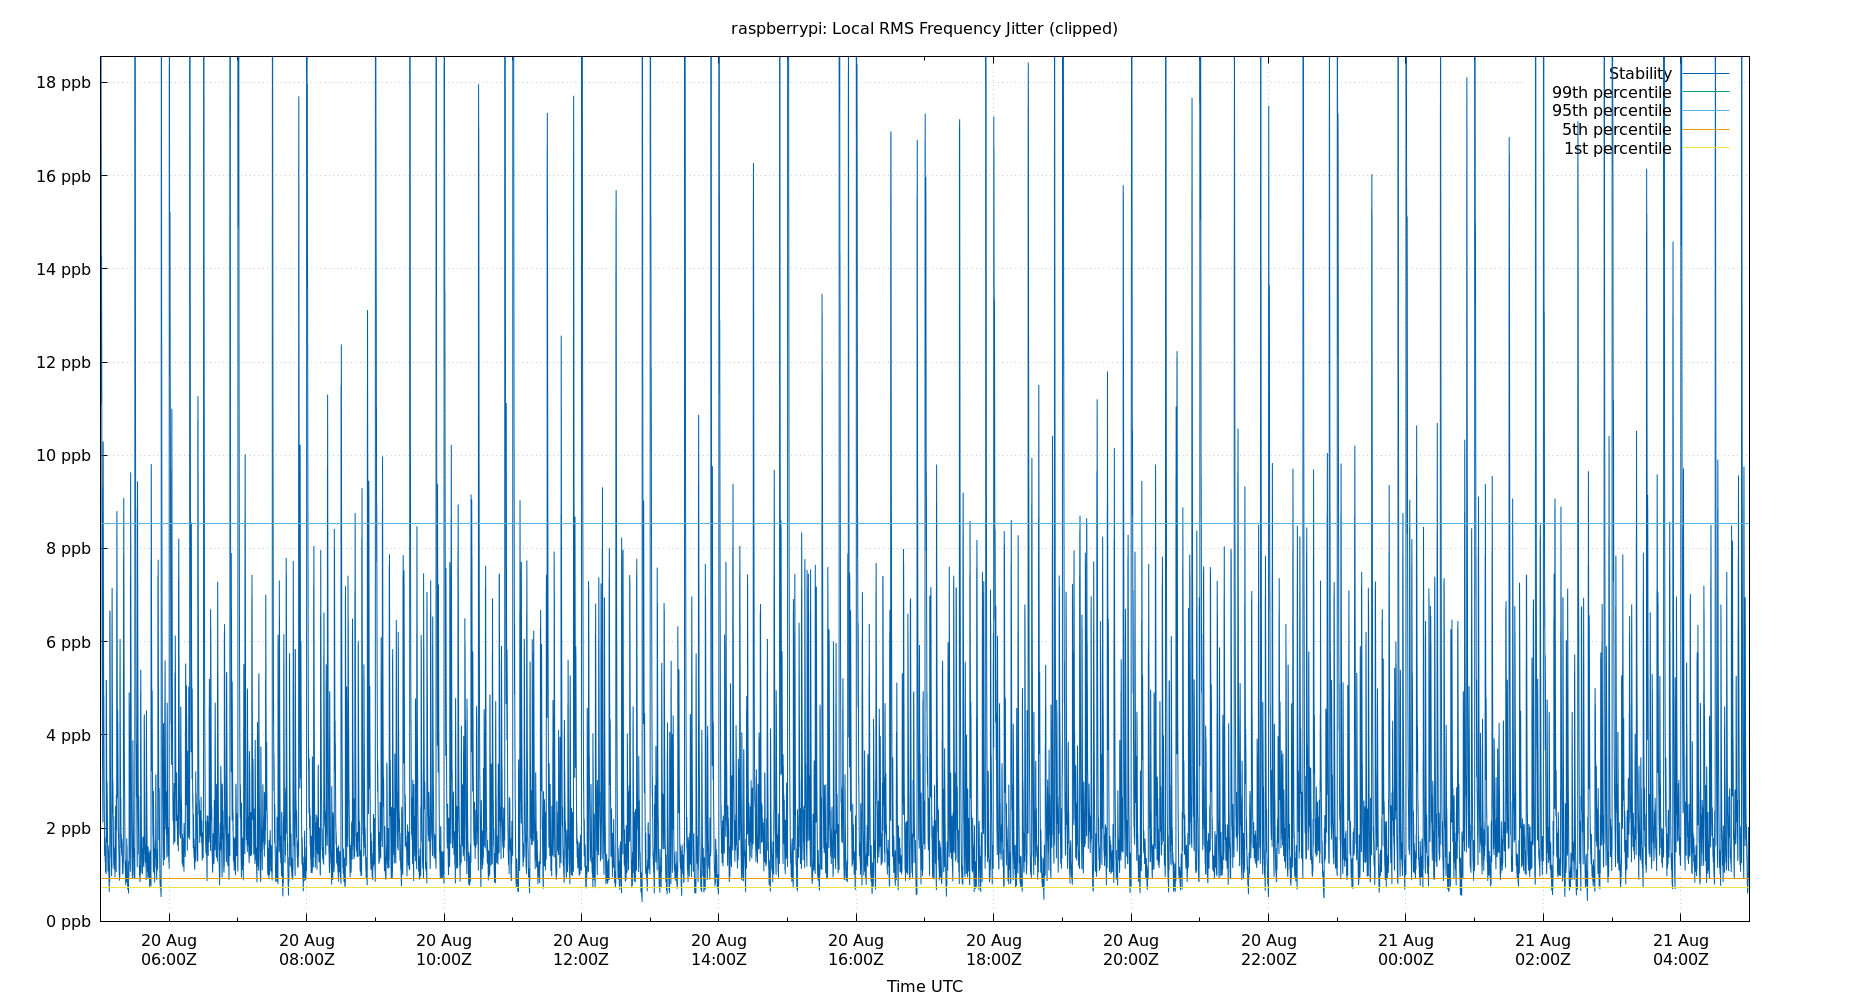 raspberrypi: Local RMS Frequency Jitter (clipped)
18 ppb
16 ppb
14 ppb
12 ppb
10 ppb
8 ppb
6 ppb
4 ppb
2 ppb
0 ppb
Stability
99th percentile
95th percentile
5th percentile
1st percentile
20 Aug 20 Aug 20 Aug 20 Aug 20 Aug 20 Aug 20 Aug 20 Aug 20 Aug 21 Aug 21 Aug 21 Aug
06:00Z 08:00Z 10:00Z 12:00Z 14:00Z 16:00Z 18:00Z 20:00Z 22:00Z 00:00Z 02:00Z 04:00Z
Time UTC